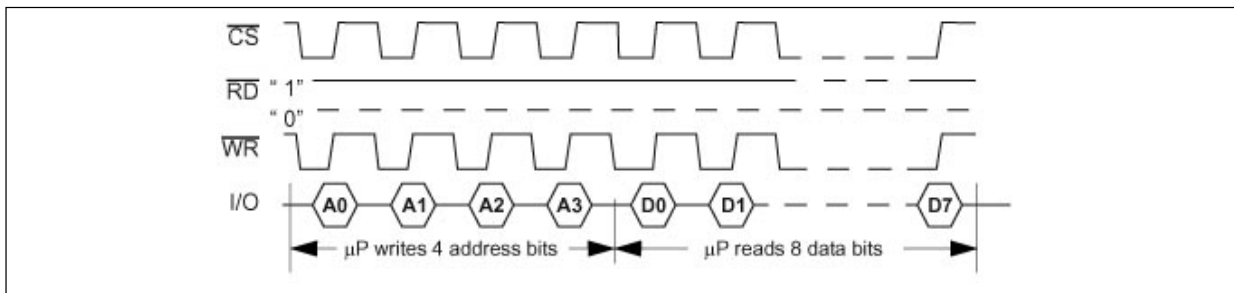 CS
RD “ 1”
“ 0”
WR
I/O A0 A1 A2 A3 D0 D1 D7
µP writes 4 address bits µP reads 8 data bits